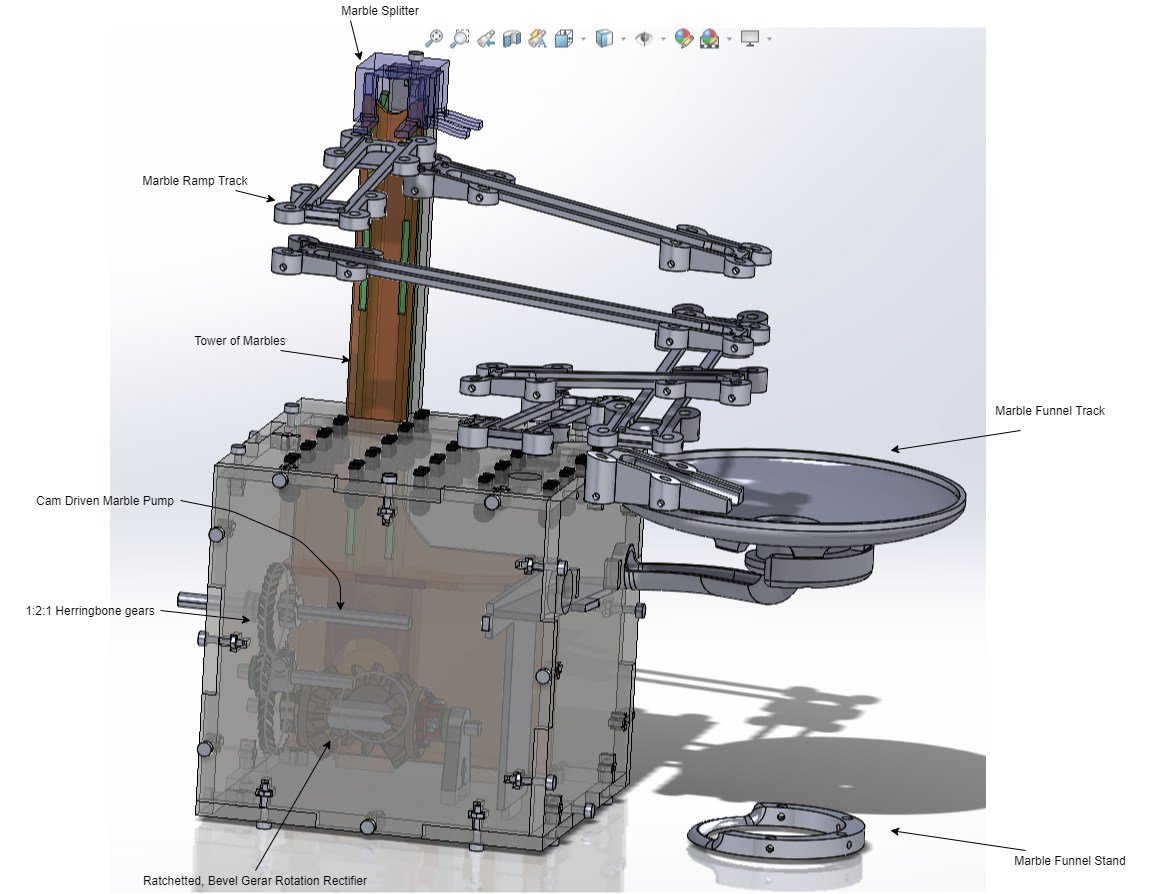 Marble Splitter
Marble Ramp Track
Tower of Marbles
Marble Funnel Track
Cam Driven Marble Pump
1:2:1 Herringbone gears
Marble Funnel Stand
Ratchetted, Bevel Gerar Rotation Rectifier